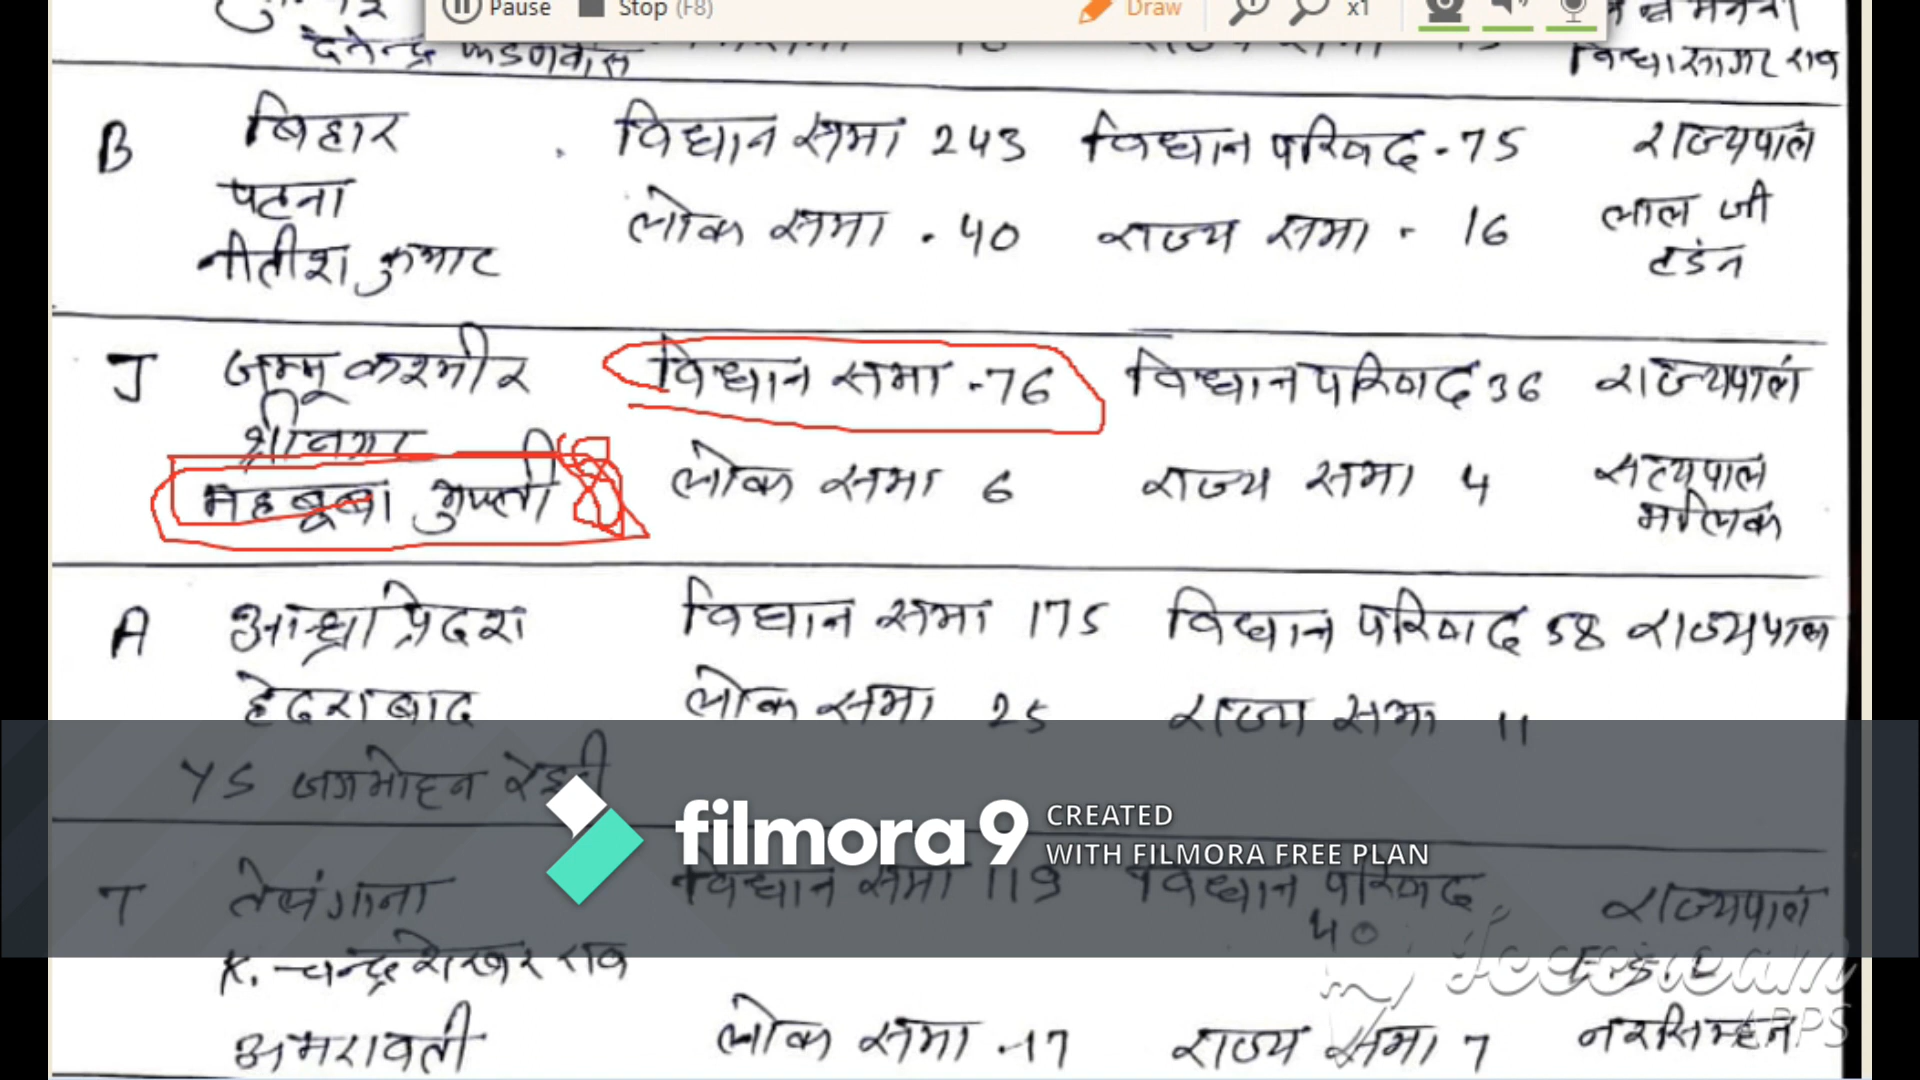 Pause Stop (F8) Draw x1
देवेन्द्र फडणवीस विद्यासागर राव
B बिहार विधान सभा 243 विधान परिषद - 75 राज्यपाल
पटना लोक सभा - 40 राज्य सभा - 16 लाल जी
नीतीश कुमार टंडन
J जम्मू कश्मीर विधान सभा - 76 विधान परिषद 36 राज्यपाल
श्रीनगर
महबूबा मुफ्ती लोक सभा 6 राज्य सभा 4 सत्यपाल
मलिक
A आन्ध्रा प्रदेश विधान सभा 175 विधान परिषद 58 राज्यपाल
हैदराबाद लोक सभा 25 राज्य सभा 11
YS जगमोहन रेड्डी
filmora9 CREATED
WITH FILMORA FREE PLAN
T तेलंगाना विधान सभा 119 विधान परिषद राज्यपाल
40
K. चन्द्रशेखर राव
अमरावती लोक सभा - 17 राज्य सभा 7 नरसिम्हन
APPS